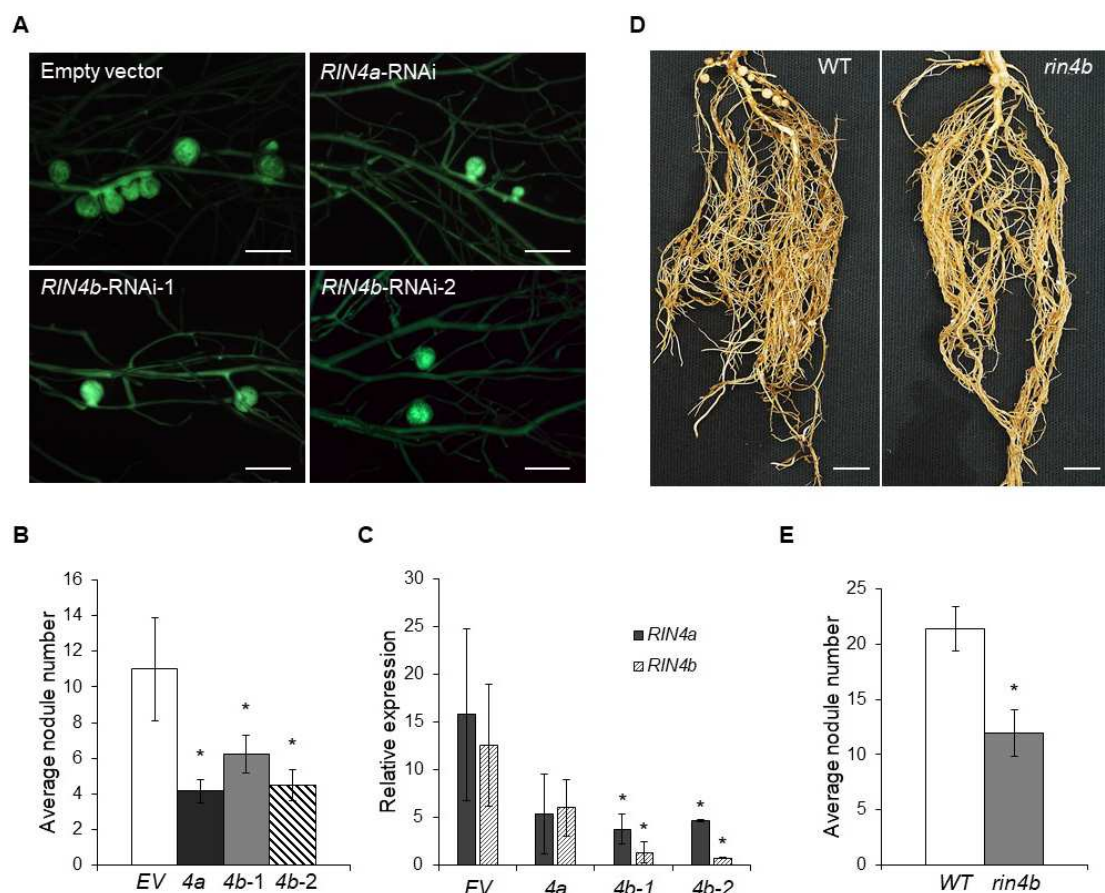 A
Empty vector
RIN4a-RNAi
RIN4b-RNAi-1
RIN4b-RNAi-2
D
WT
rin4b
B
Average nodule number
16
14
12
10
8
6
4
2
0
*
*
*
EV 4a 4b-1 4b-2
C
Relative expression
30
25
20
15
10
5
0
RIN4a
RIN4b
*
*
*
*
EV 4a 4b-1 4b-2
E
Average nodule number
25
20
15
10
5
0
*
WT rin4b